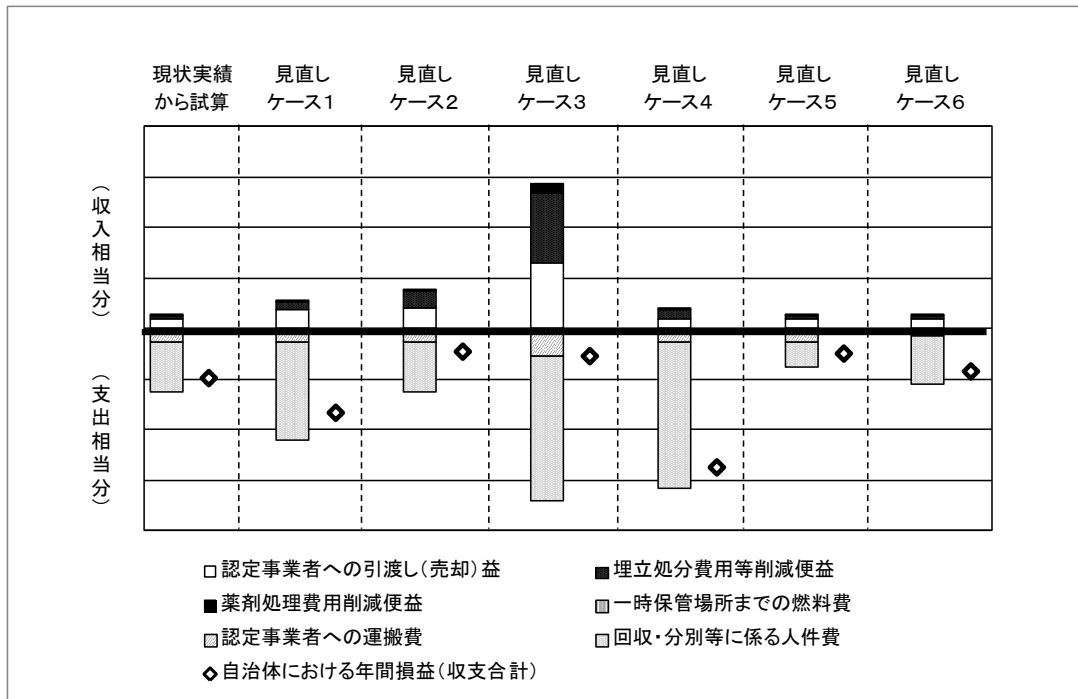 現状実績
から試算
見直し
ケース1
見直し
ケース2
見直し
ケース3
見直し
ケース4
見直し
ケース5
見直し
ケース6
（収入相当分）
（支出相当分）
認定事業者への引渡し(売却)益
埋立処分費用等削減便益
薬剤処理費用削減便益
一時保管場所までの燃料費
認定事業者への運搬費
回収・分別等に係る人件費
自治体における年間損益(収支合計)